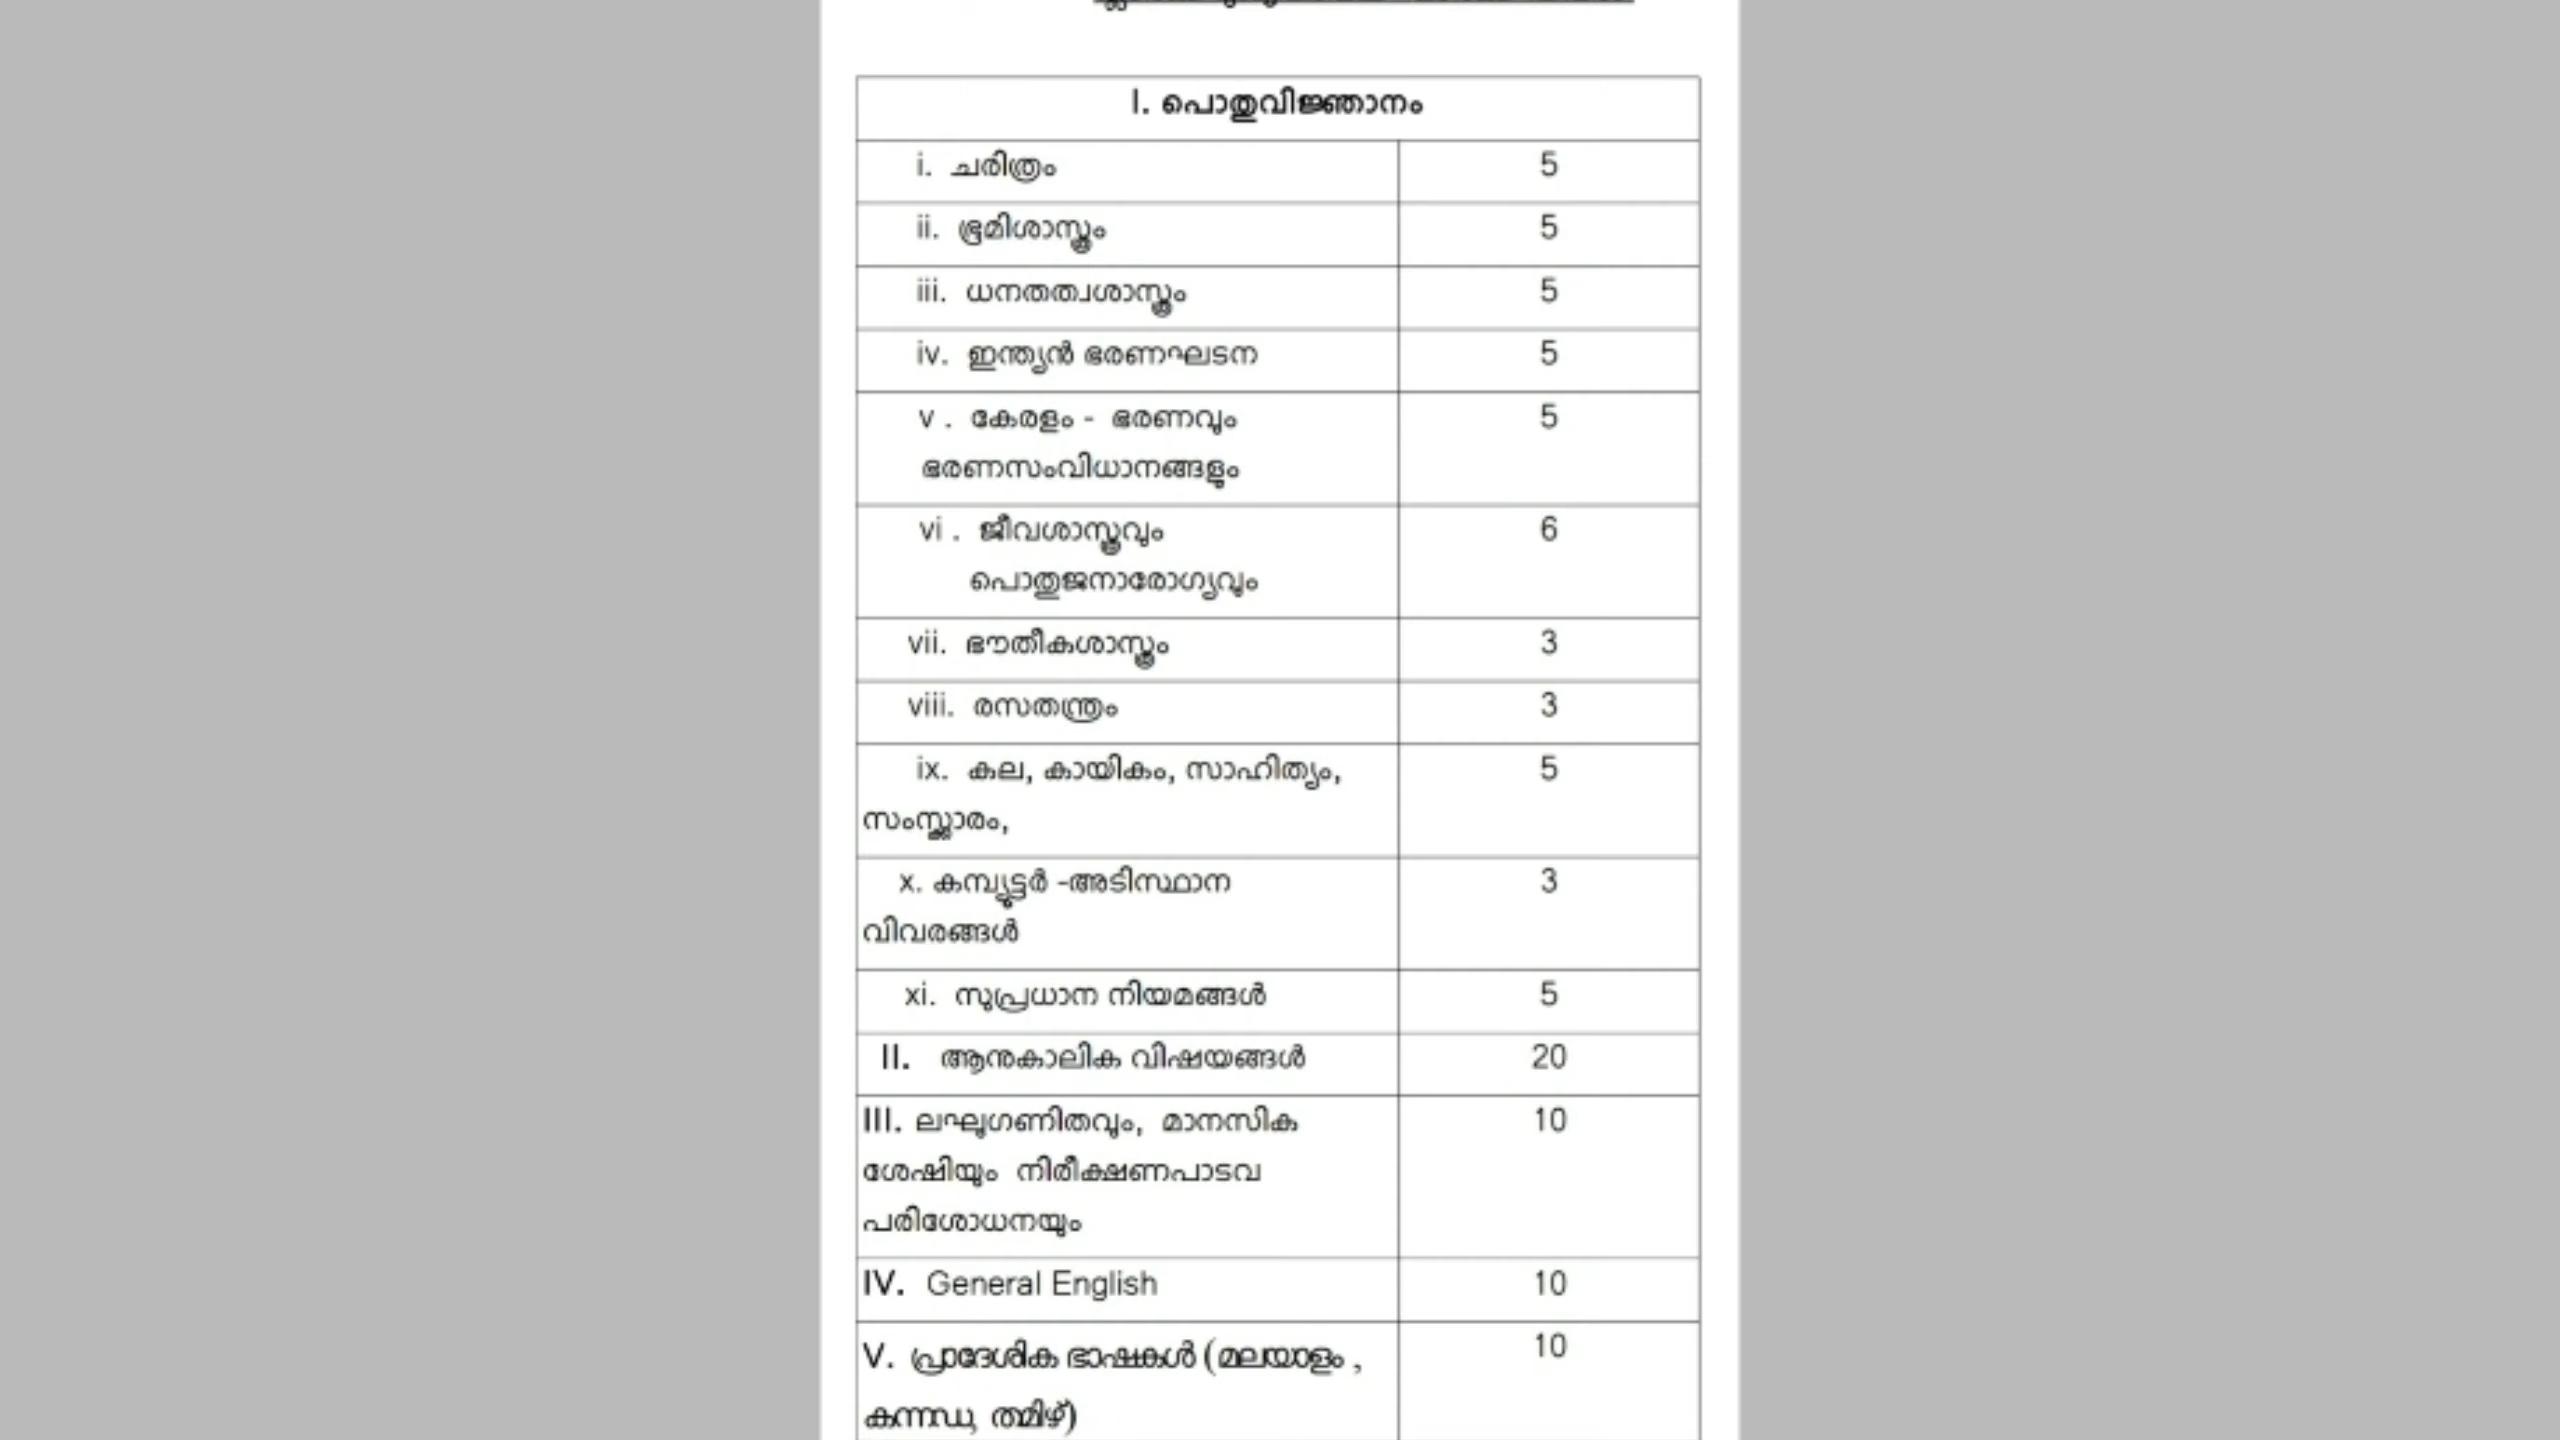 I. പൊതുവിജ്ഞാനം
i. ചരിത്രം 5
ii. ഭൂമിശാസ്ത്രം 5
iii. ധനതത്വശാസ്ത്രം 5
iv. ഇന്ത്യൻ ഭരണഘടന 5
v . കേരളം - ഭരണവും 5
ഭരണസംവിധാനങ്ങളും
vi . ജീവശാസ്ത്രവും 6
പൊതുജനാരോഗ്യവും
vii. ഭൗതീകശാസ്ത്രം 3
viii. രസതന്ത്രം 3
ix. കല, കായികം, സാഹിത്യം, 5
സംസ്ക്കാരം,
x. കമ്പ്യൂട്ടർ -അടിസ്ഥാന 3
വിവരങ്ങൾ
xi. സുപ്രധാന നിയമങ്ങൾ 5
II. ആനുകാലിക വിഷയങ്ങൾ 20
III. ലഘുഗണിതവും, മാനസിക 10
ശേഷിയും നിരീക്ഷണപാടവ
പരിശോധനയും
IV. General English 10
V. പ്രാദേശിക ഭാഷകൾ (മലയാളം , 10
കന്നഡ, തമിഴ്)